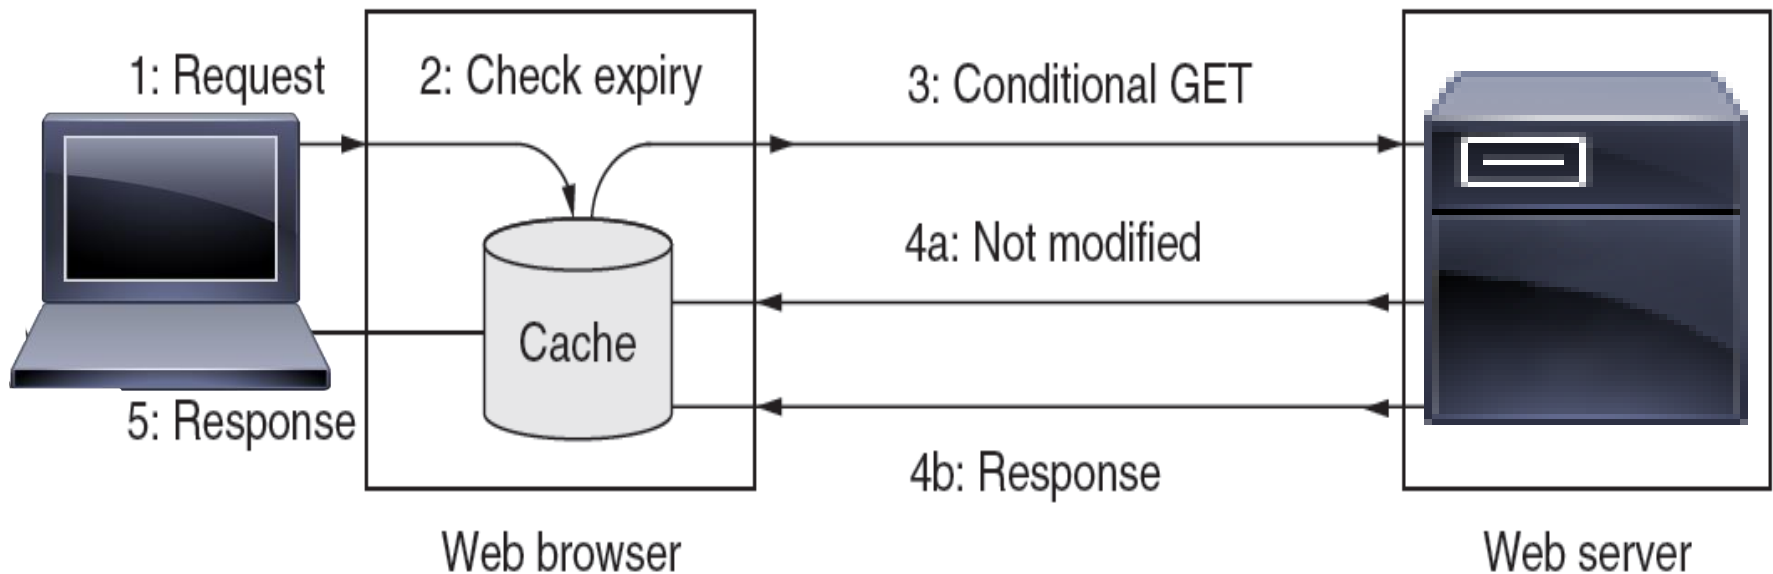 1: Request
2: Check expiry
3: Conditional GET
4a: Not modified
Cache
5: Response
4b: Response
Web browser
Web server